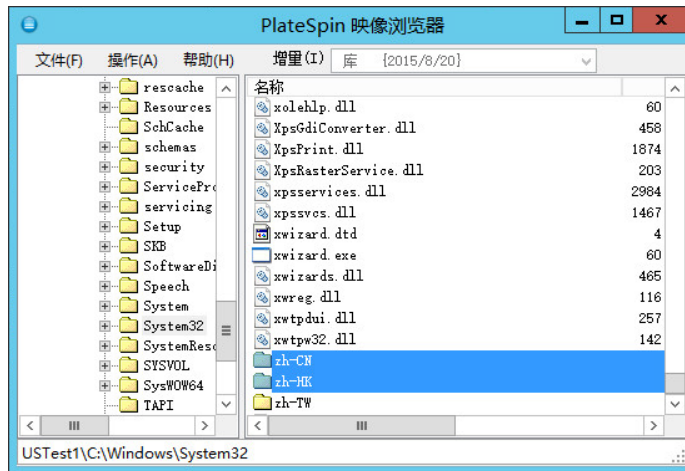 PlateSpin 映像浏览器
文件(F) 操作(A) 帮助(H) 增量(I) 库 {2015/8/20}
rescache
Resources
SchCache
schemas
security
ServicePro
servicing
Setup
SKB
SoftwareDi
Speech
System
System32
SystemReso
SYSVOL
SysWOW64
TAPI
名称
xolehlp.dll 60
XpsGdiConverter.dll 458
XpsPrint.dll 1874
XpsRasterService.dll 203
xpsservices.dll 2984
xpssvcs.dll 1467
xwizard.dtd 4
xwizard.exe 60
xwizards.dll 465
xwreg.dll 116
xwtpdui.dll 257
xwtpw32.dll 142
zh-CN
zh-HK
zh-TW
USTest1\C:\Windows\System32